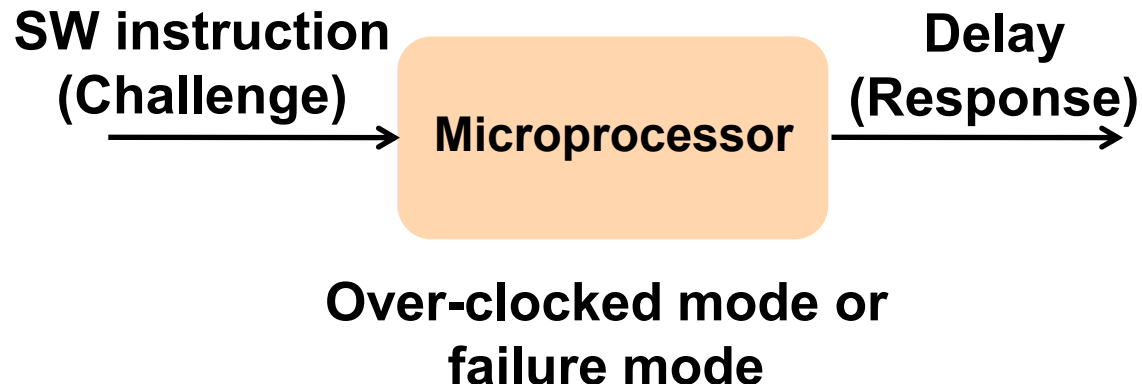 SW instruction
(Challenge)
Microprocessor
Delay
(Response)
Over-clocked mode or
failure mode